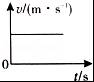 v/(m · s⁻¹)
0
t/s